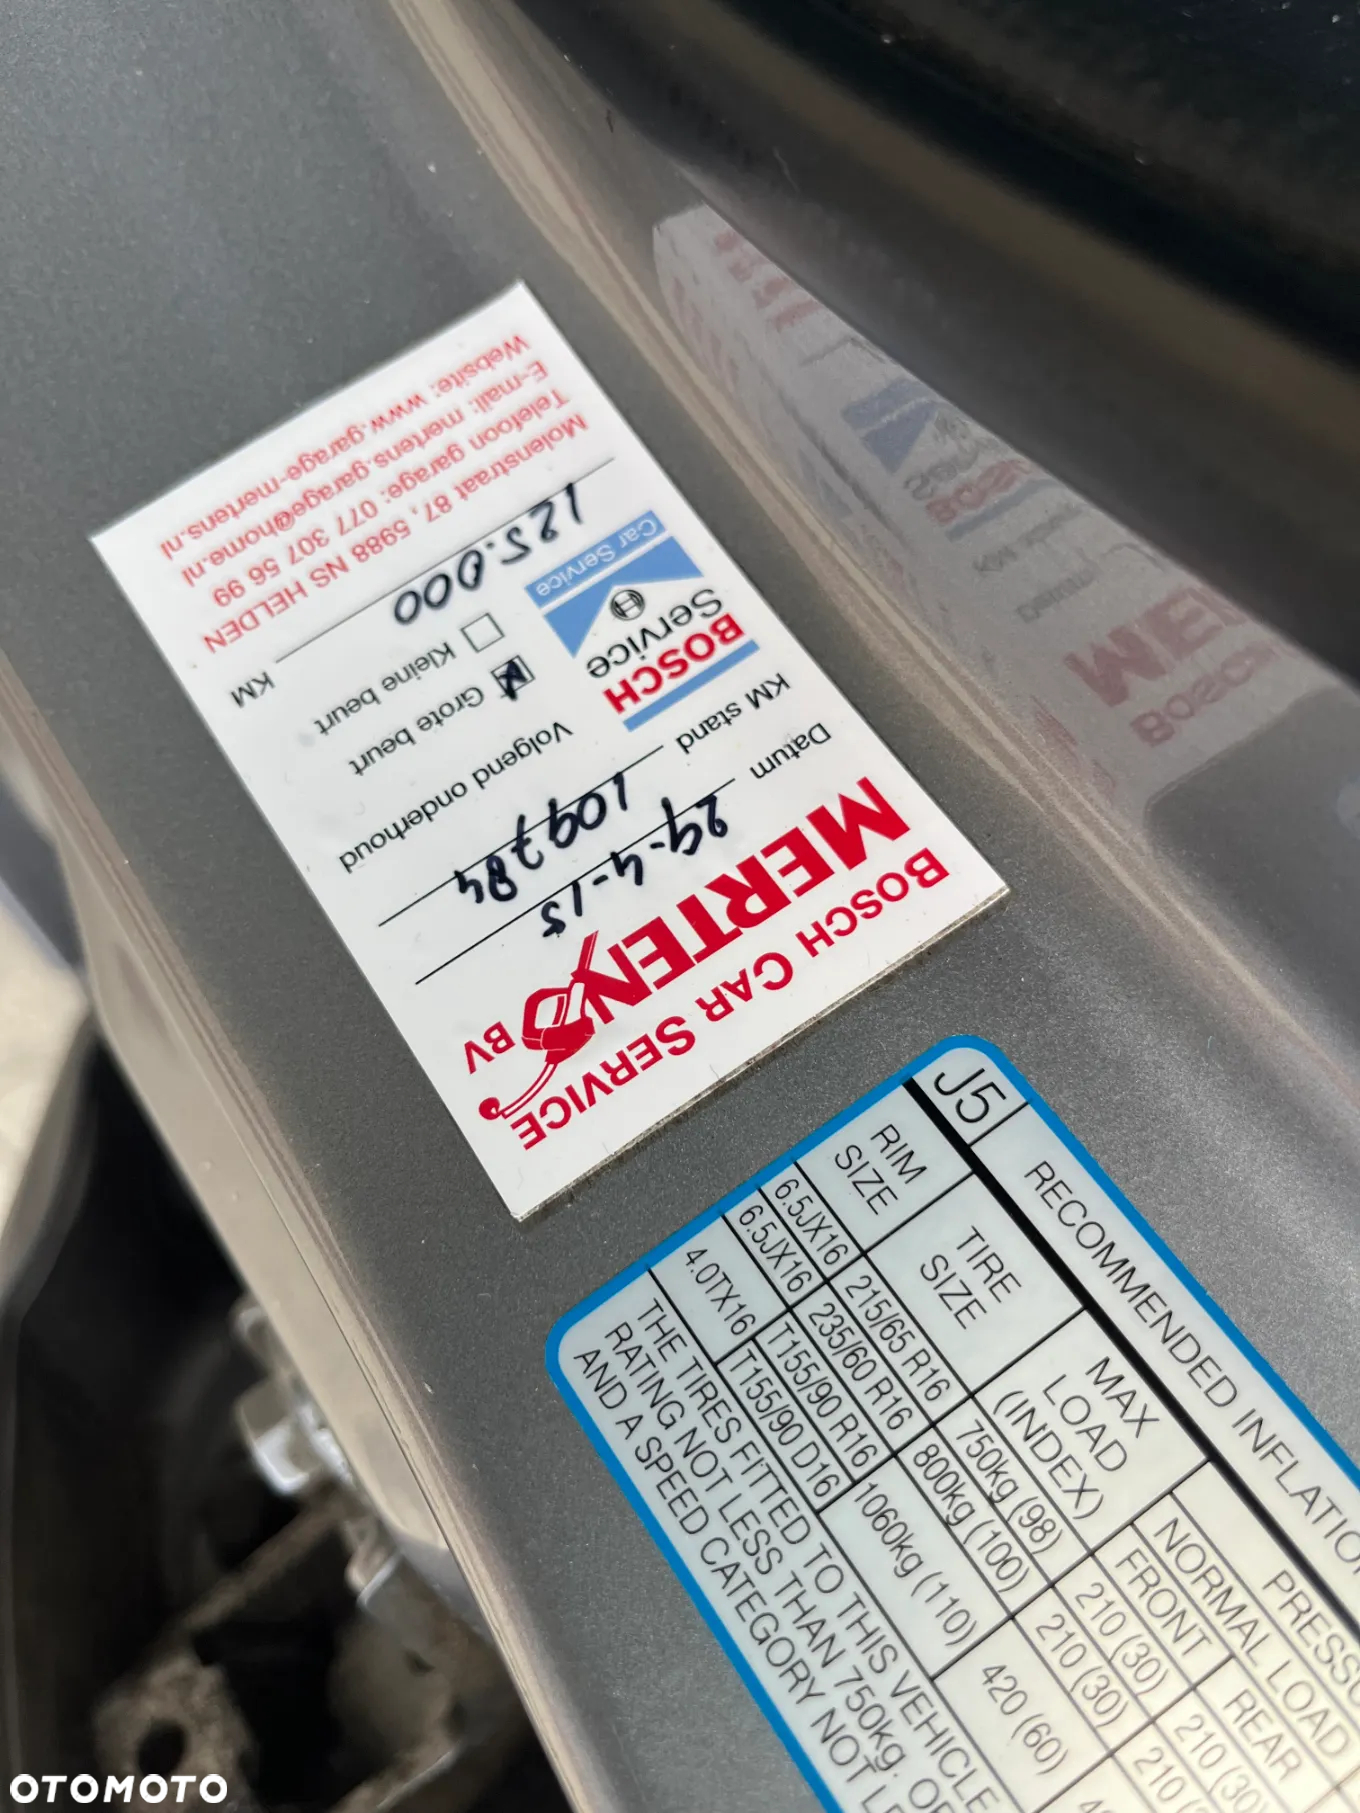 BOSCH CAR SERVICE
MERTENS BV
Datum 29-4-15
KM stand 109784
BOSCH
Service
Car Service
Volgend onderhoud
Grote beurt
Kleine beurt
125.000 KM
Molenstraat 87, 5988 NS HELDEN
Telefoon garage: 077 307 56 99
E-mail: mertens.garage@home.nl
Website: www.garage-mertens.nl
J5 RECOMMENDED INFLATION PRESSU
RIM SIZE
TIRE SIZE
MAX LOAD (INDEX)
NORMAL LOAD
FRONT REAR
6.5JX16 215/65 R16 750kg (98) 210 (30) 210 (30)
6.5JX16 235/60 R16 800kg (100) 210 (30) 210
4.0TX16 T155/90 R16
T155/90 D16 1060kg (110) 420 (60)
THE TIRES FITTED TO THIS VEHICLE
RATING NOT LESS THAN 750kg. OF
AND A SPEED CATEGORY NOT LE
OTOMOTO